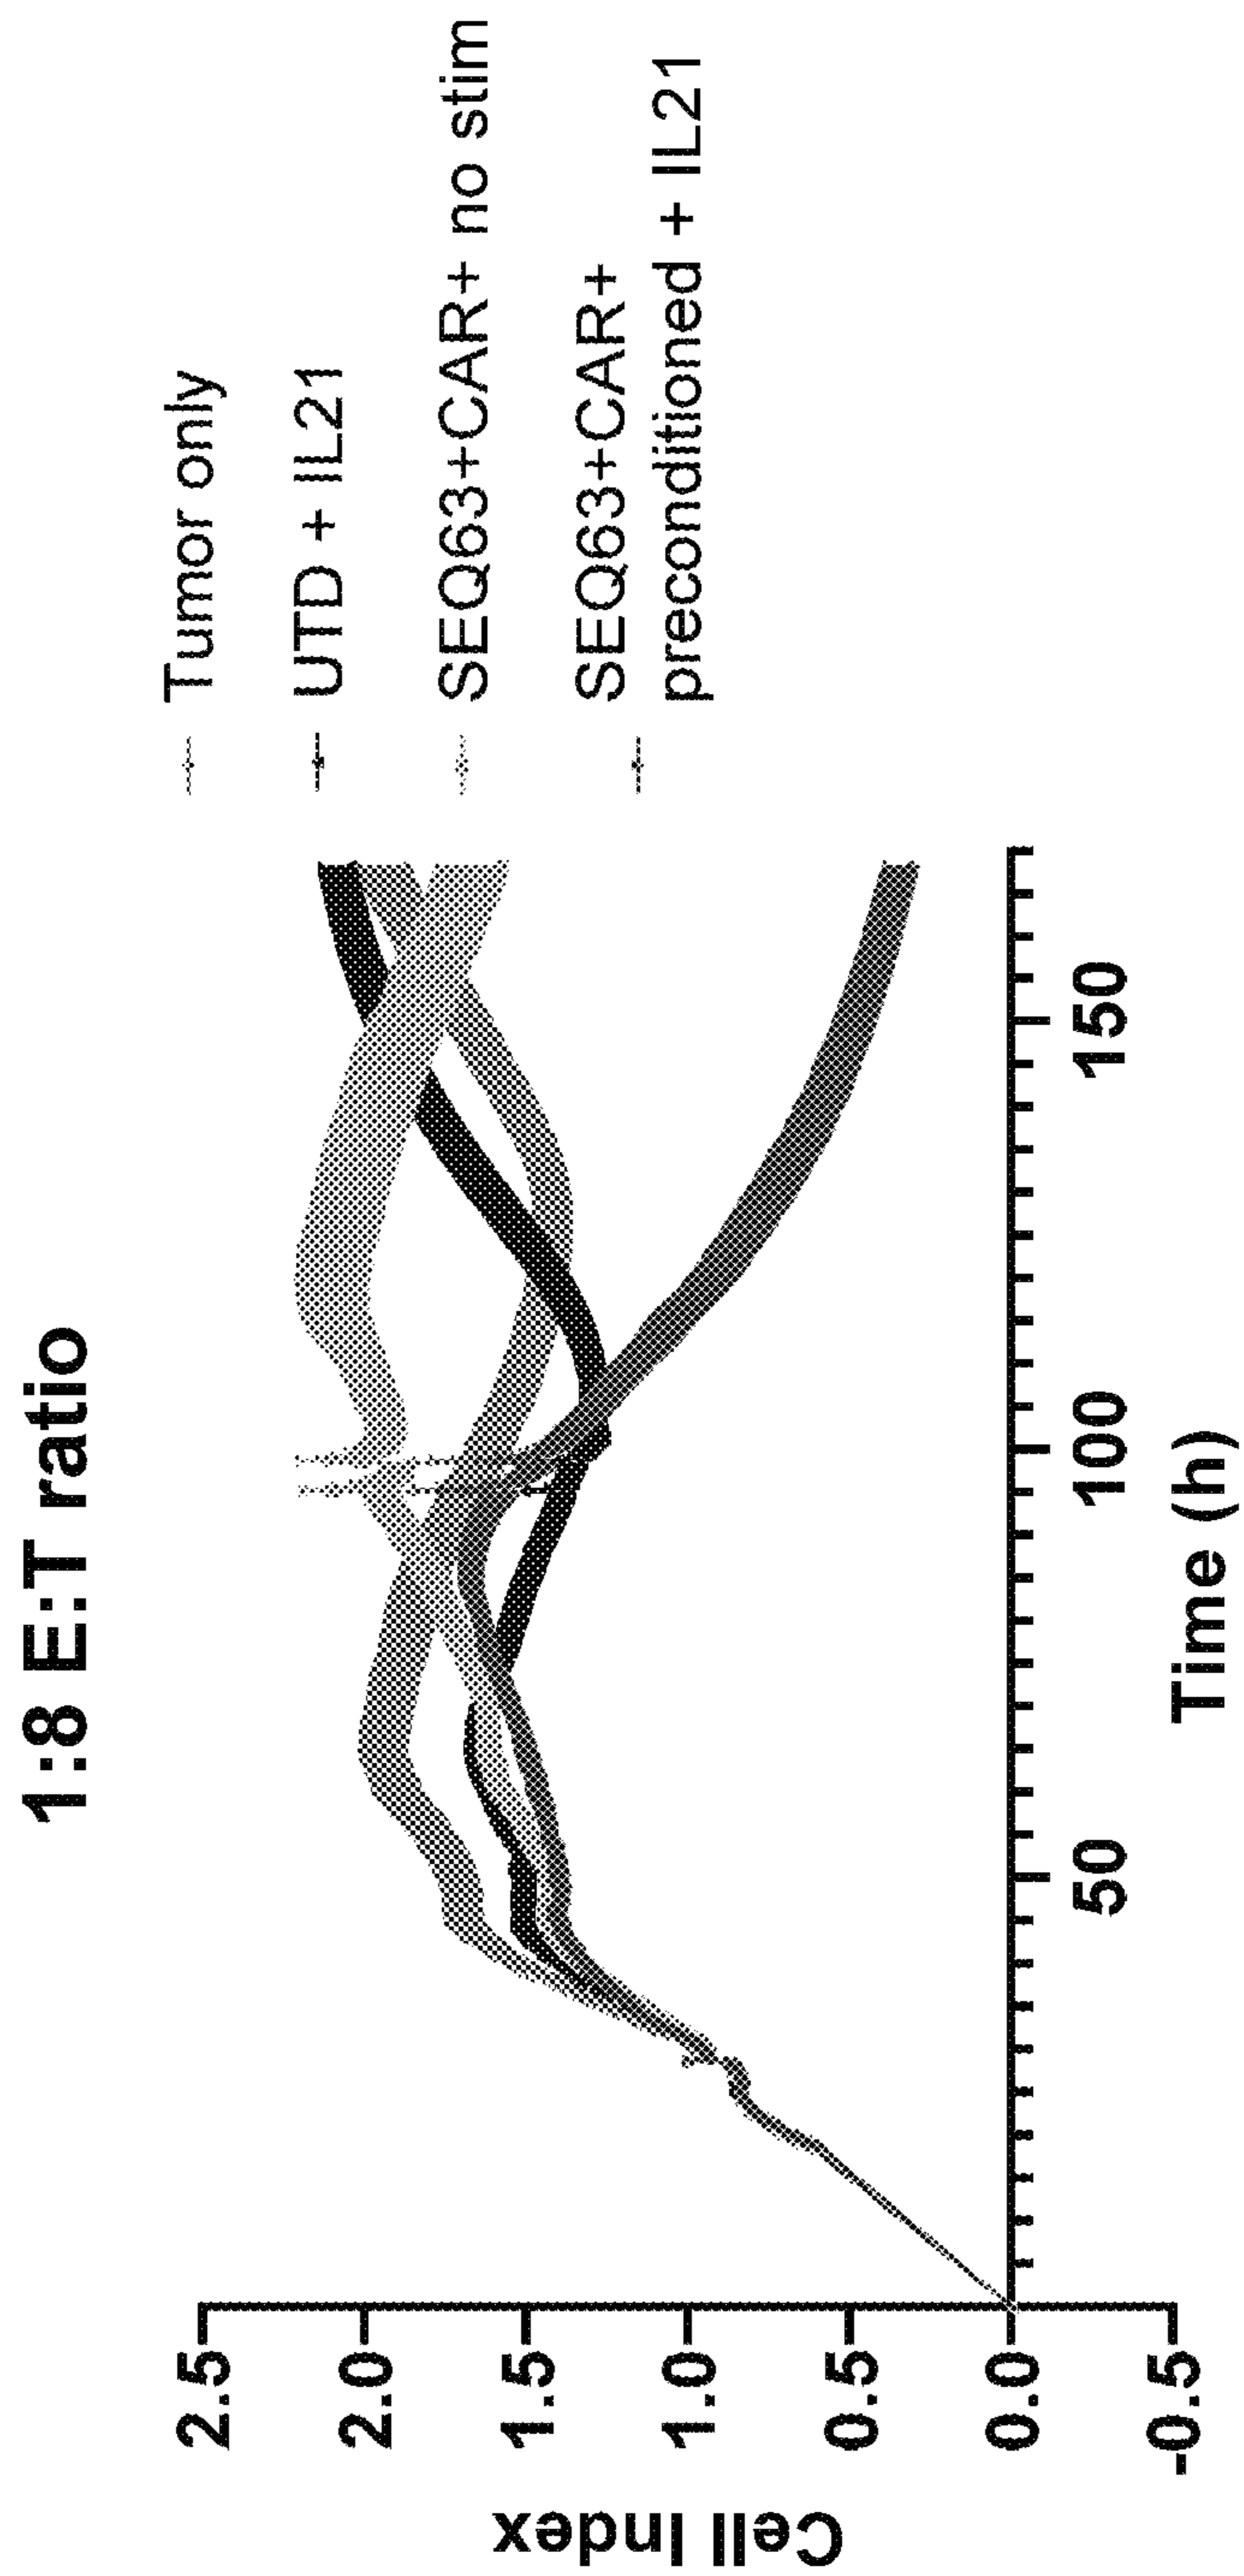 1:8 E:T ratio
Cell Index
2.5
2.0
1.5
1.0
0.5
0.0
-0.5
50
100
150
Time (h)
Tumor only
UTD + IL21
SEQ63+CAR+ no stim
SEQ63+CAR+
preconditioned + IL21